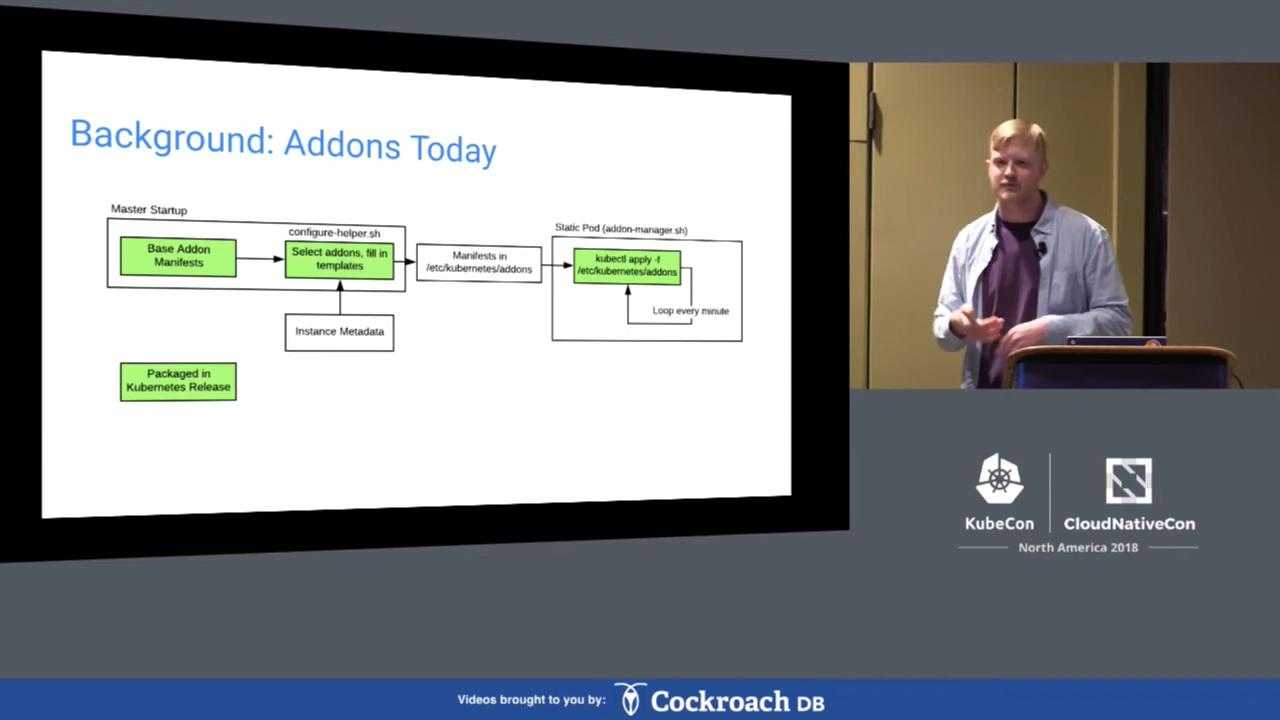 Background: Addons Today
Master Startup
configure-helper.sh
Base Addon
Manifests
Select addons, fill in
templates
Manifests in
/etc/kubernetes/addons
Static Pod (addon-manager.sh)
kubectl apply -f
/etc/kubernetes/addons
Loop every minute
Instance Metadata
Packaged in
Kubernetes Release
KubeCon
CloudNativeCon
North America 2018
Videos brought to you by:
Cockroach DB